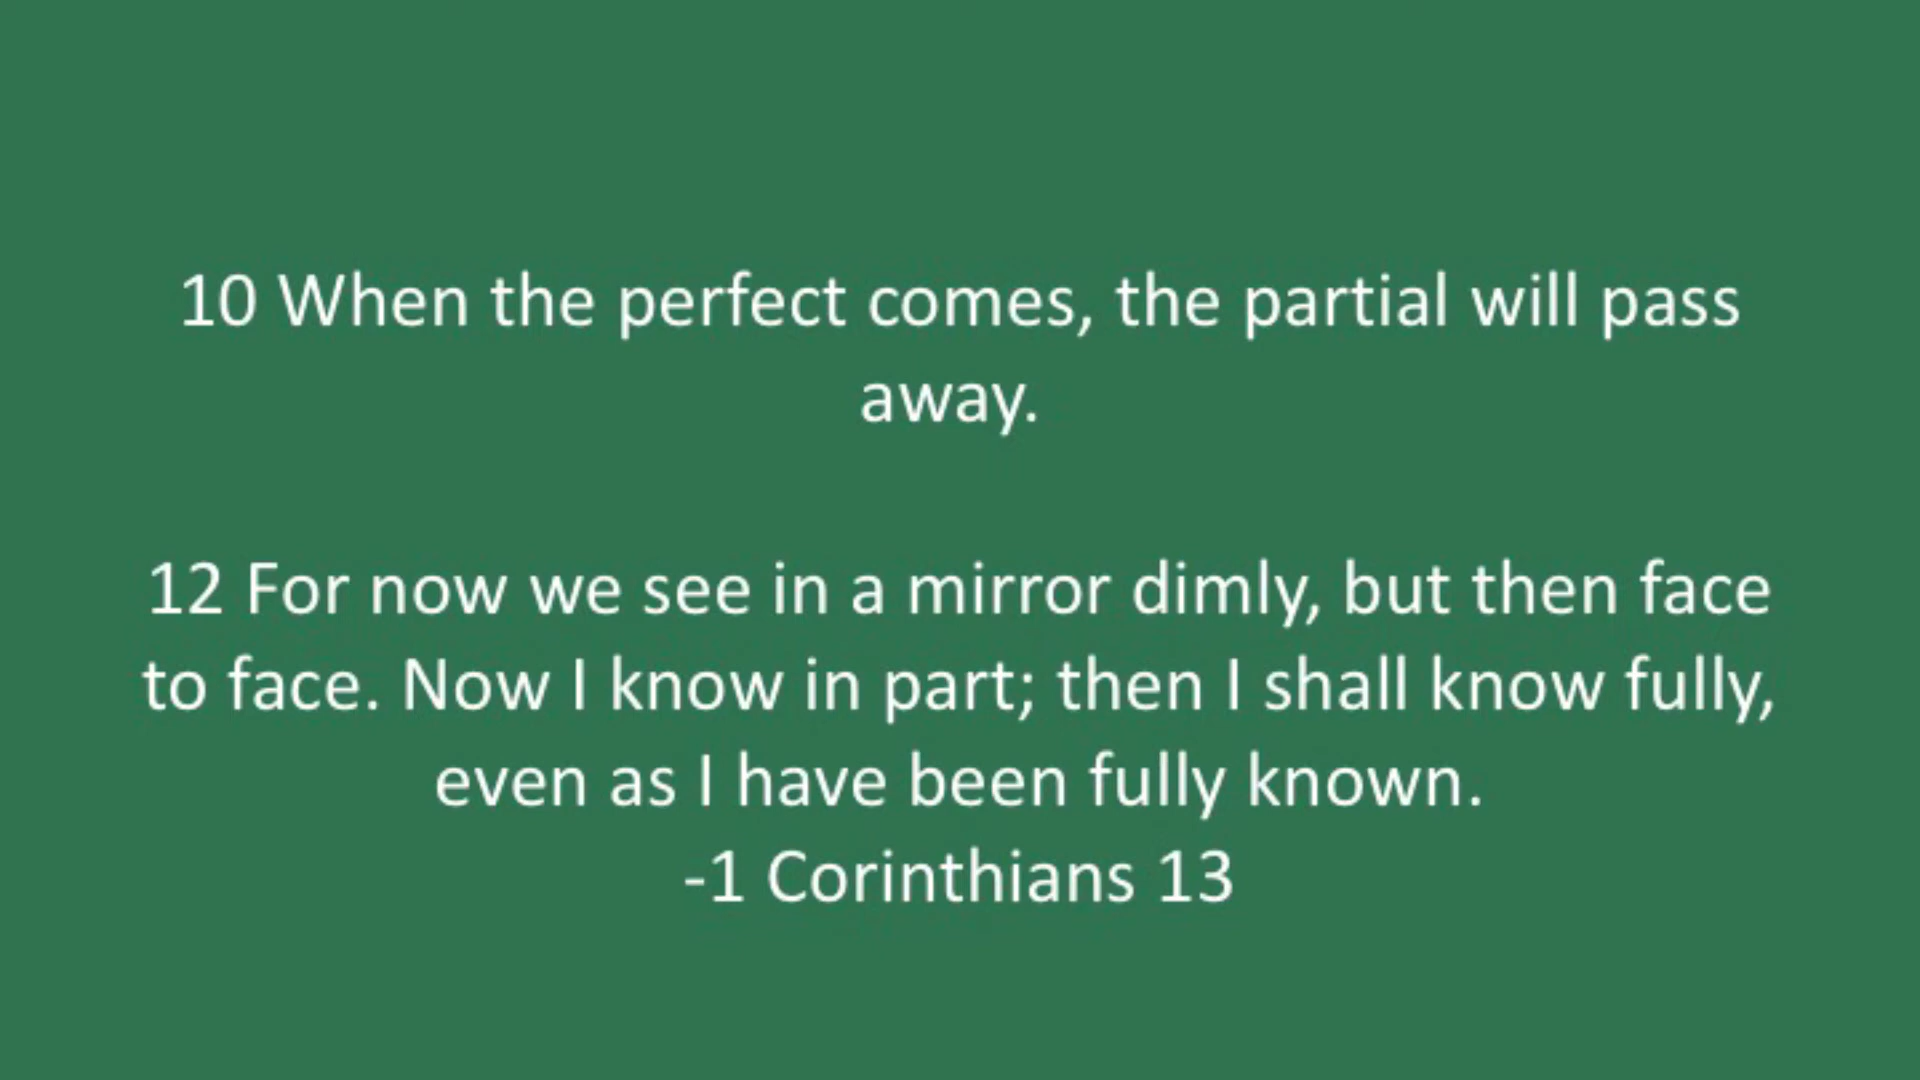 10 When the perfect comes, the partial will pass
away.
12 For now we see in a mirror dimly, but then face
to face. Now I know in part; then I shall know fully,
even as I have been fully known.
-1 Corinthians 13